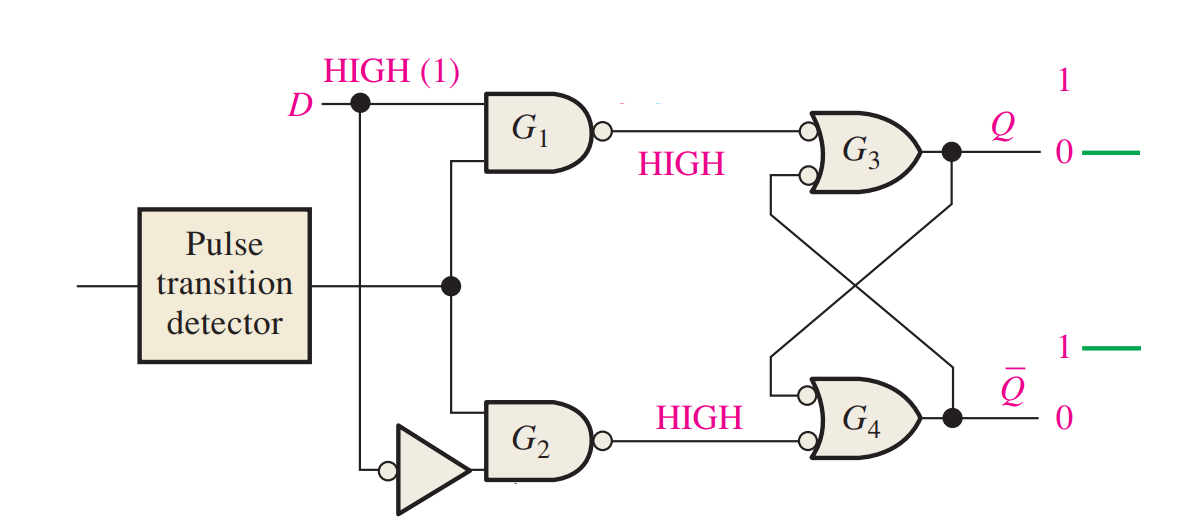 HIGH (1)
D
G1
HIGH
G3
Q
1
0
Pulse
transition
detector
G2
HIGH
G4
Q̅
1
0